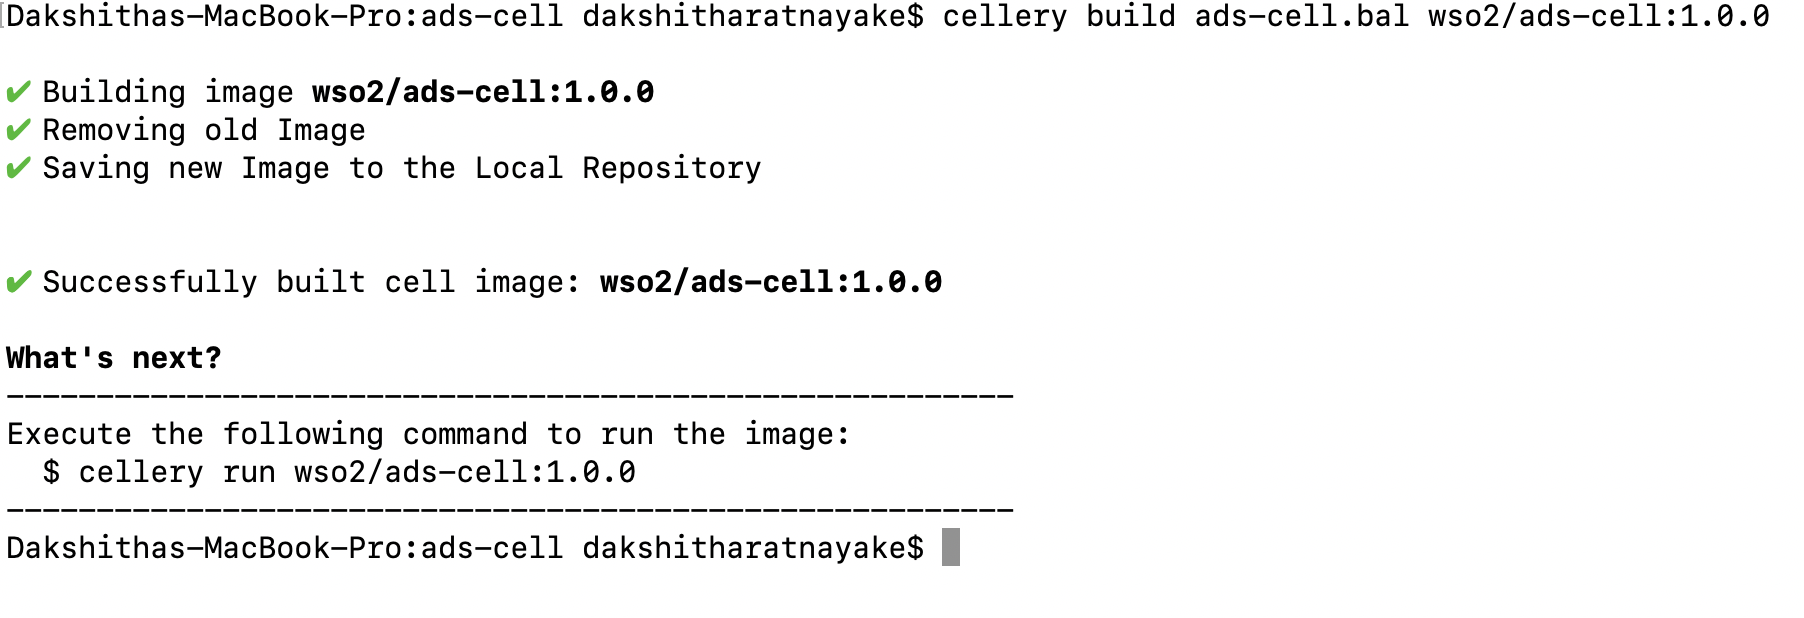 [Dakshithas-MacBook-Pro:ads-cell dakshitharatnayake$ cellery build ads-cell.bal wso2/ads-cell:1.0.0
✔ Building image wso2/ads-cell:1.0.0
✔ Removing old Image
✔ Saving new Image to the Local Repository
✔ Successfully built cell image: wso2/ads-cell:1.0.0
What's next?
--------------------------------------------------------
Execute the following command to run the image:
  $ cellery run wso2/ads-cell:1.0.0
--------------------------------------------------------
Dakshithas-MacBook-Pro:ads-cell dakshitharatnayake$